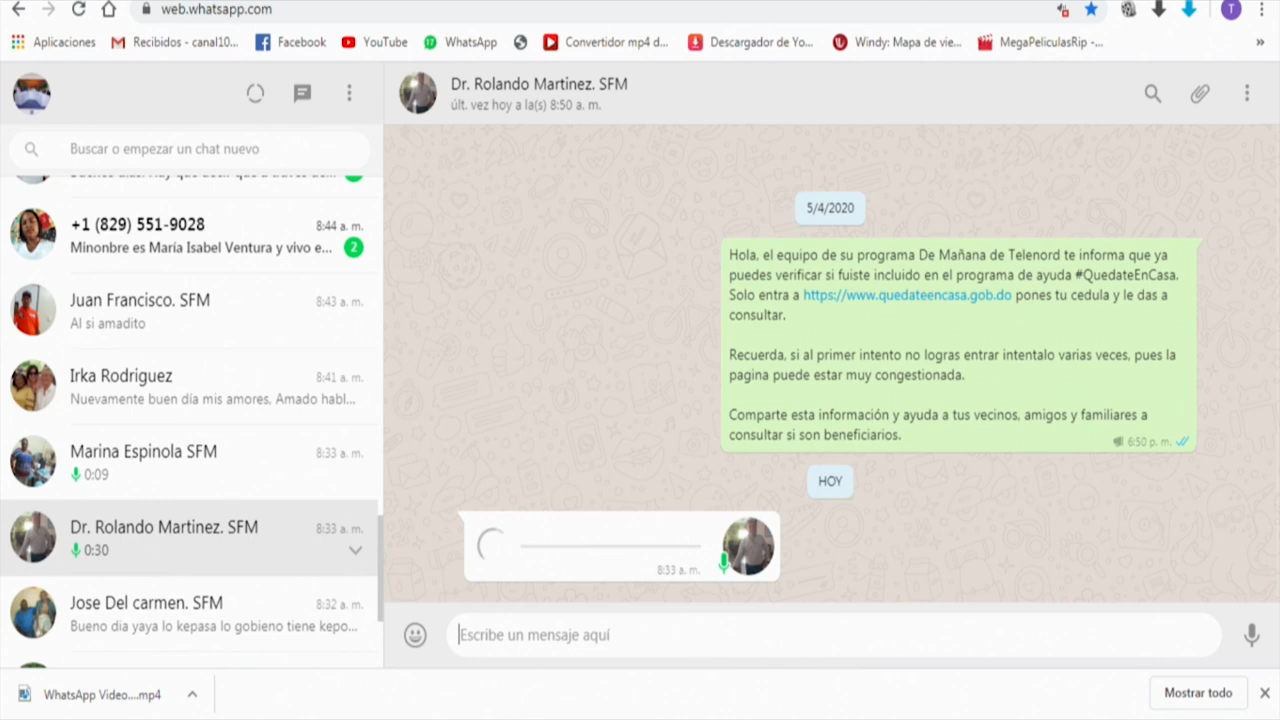 web.whatsapp.com
T
Aplicaciones
Recibidos - canal10...
Facebook
YouTube
WhatsApp
Convertidor mp4 d...
Descargador de Yo...
Windy: Mapa de vie...
MegaPeliculasRip -...
»
Dr. Rolando Martinez. SFM
últ. vez hoy a la(s) 8:50 a. m.
Buscar o empezar un chat nuevo
+1 (829) 551-9028
8:44 a. m.
Minonbre es María Isabel Ventura y vivo e...
2
Juan Francisco. SFM
8:43 a. m.
Al si amadito
Irka Rodriguez
8:41 a. m.
Nuevamente buen día mis amores, Amado habl...
Marina Espinola SFM
8:33 a. m.
0:09
Dr. Rolando Martinez. SFM
8:33 a. m.
0:30
Jose Del carmen. SFM
8:32 a. m.
Bueno dia yaya lo kepasa lo gobieno tiene kepo...
5/4/2020
Hola, el equipo de su programa De Mañana de Telenord te informa que ya
puedes verificar si fuiste incluido en el programa de ayuda #QuedateEnCasa.
Solo entra a https://www.quedateencasa.gob.do pones tu cedula y le das a
consultar.
Recuerda, si al primer intento no logras entrar intentalo varias veces, pues la
pagina puede estar muy congestionada.
Comparte esta información y ayuda a tus vecinos, amigos y familiares a
consultar si son beneficiarios.
6:50 p. m.
HOY
8:33 a. m.
Escribe un mensaje aquí
WhatsApp Video....mp4
Mostrar todo